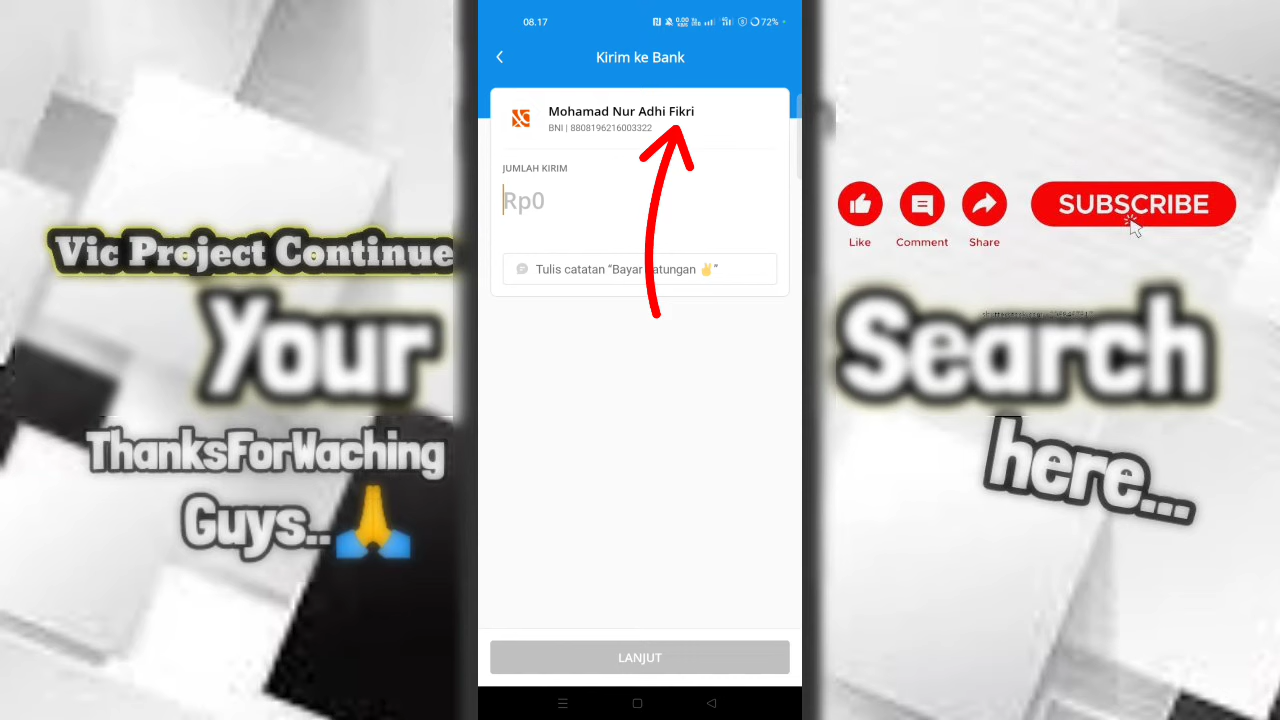 08.17
72%
Kirim ke Bank
Mohamad Nur Adhi Fikri
BNI | 8808196216003322
JUMLAH KIRIM
Rp0
Tulis catatan “Bayar Patungan ✌️”
LANJUT
Vic Project Continue
Your
ThanksForWaching
Guys..🙏
SUBSCRIBE
Like
Comment
Share
Search
here...